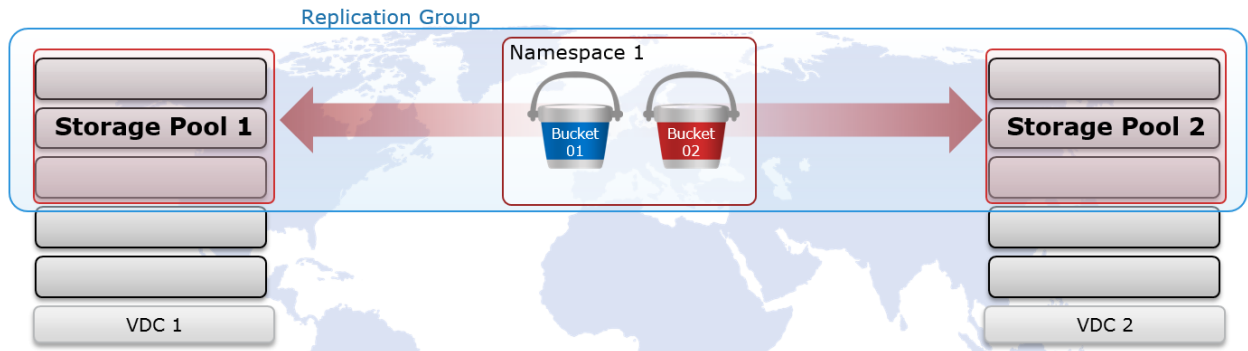 Replication Group
Namespace 1
Storage Pool 1
Bucket
01
Bucket
02
Storage Pool 2
VDC 1
VDC 2